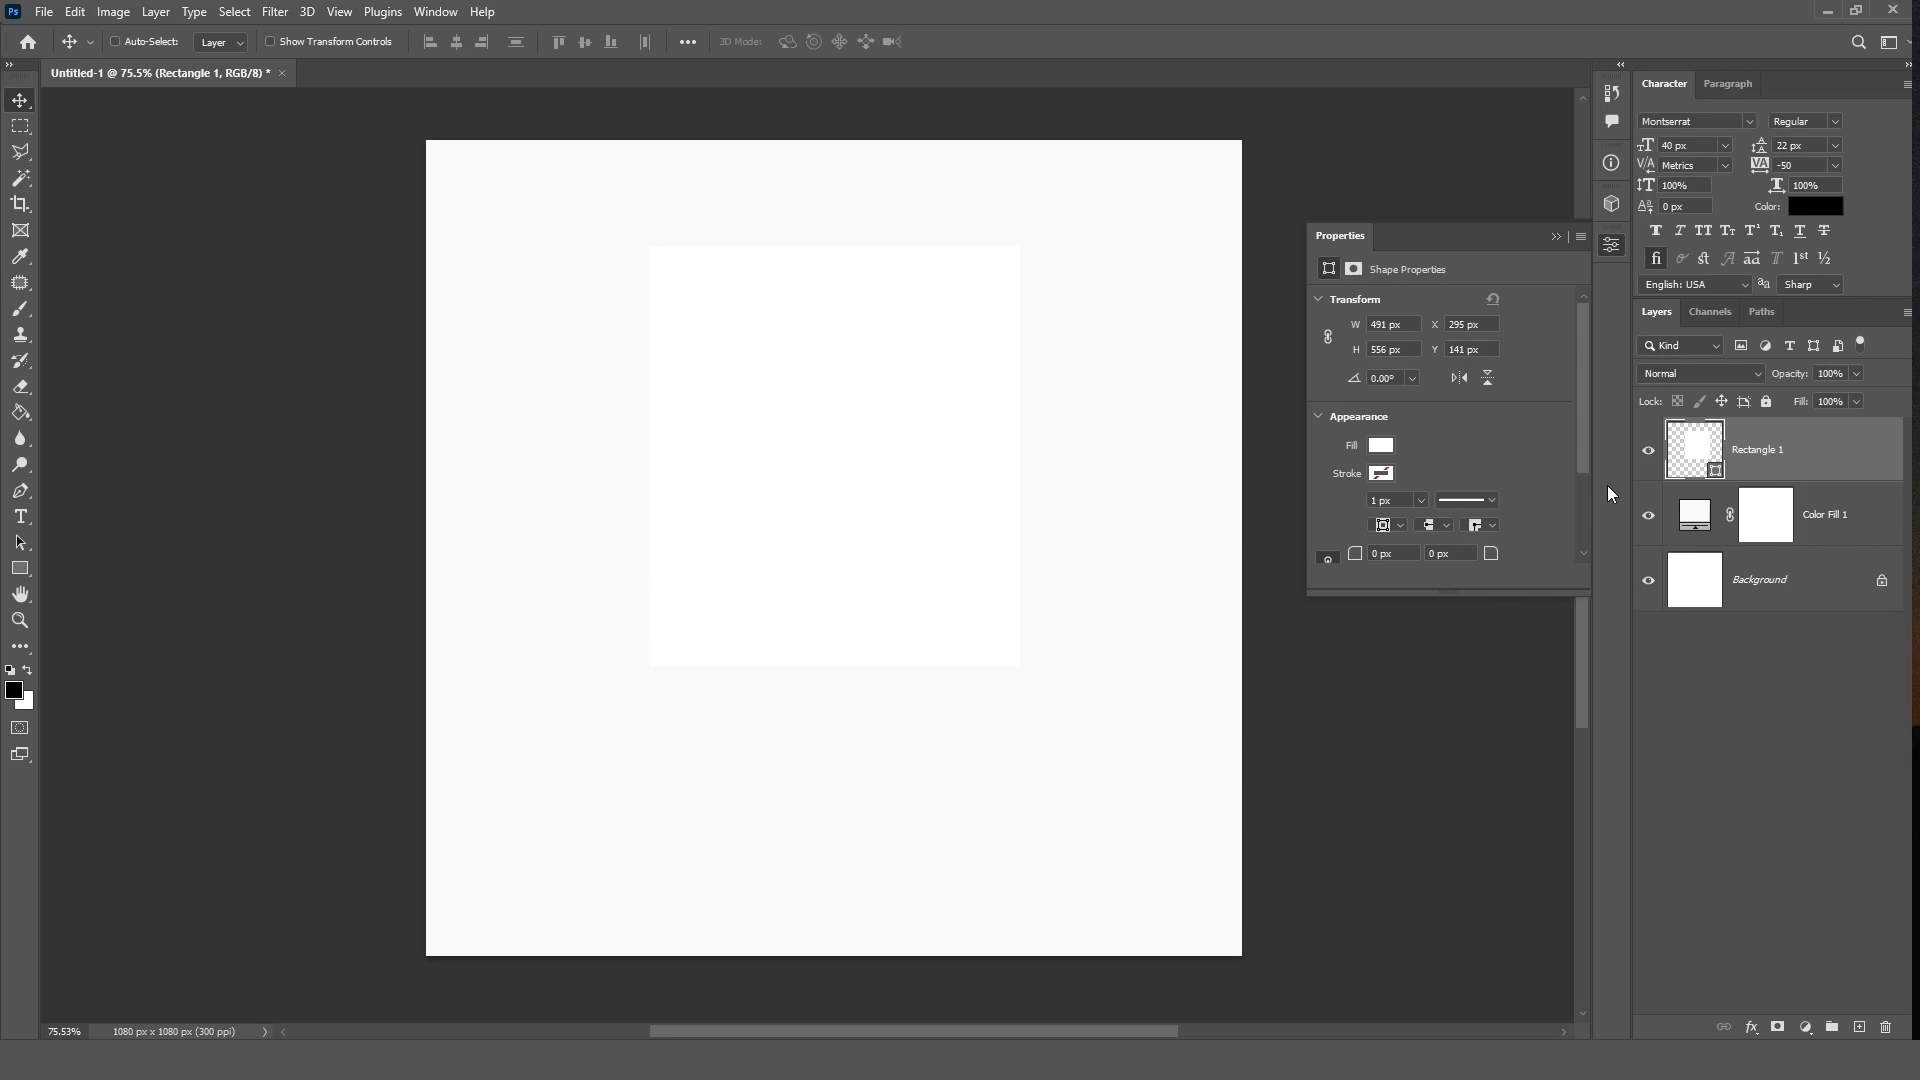 Ps File Edit Image Layer Type Select Filter 3D View Plugins Window Help
Auto-Select: Layer Show Transform Controls 3D Mode:
Untitled-1 @ 75.5% (Rectangle 1, RGB/8) *
Properties
Shape Properties
Transform
W 491 px X 295 px
H 556 px Y 141 px
0.00°
Appearance
Fill
Stroke
1 px
0 px 0 px
Character Paragraph
Montserrat Regular
40 px 22 px
Metrics -50
100% 100%
0 px Color:
English: USA aa Sharp
Layers Channels Paths
Kind
Normal Opacity: 100%
Lock: Fill: 100%
Rectangle 1
Color Fill 1
Background
fx
75.53% 1080 px x 1080 px (300 ppi)